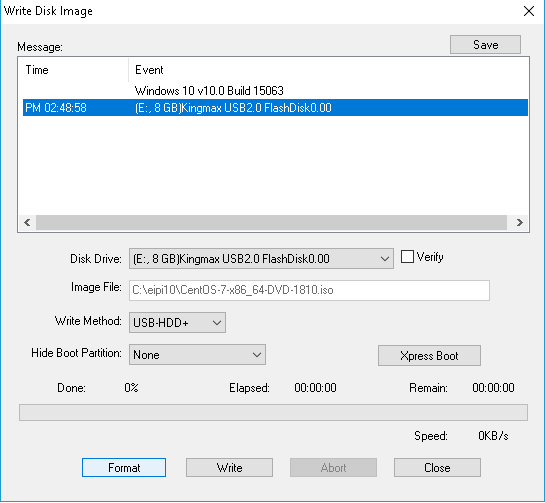 Write Disk Image
Message:
Save
Time Event
Windows 10 v10.0 Build 15063
PM 02:48:58 (E:, 8 GB)Kingmax USB2.0 FlashDisk0.00
Disk Drive: (E:, 8 GB)Kingmax USB2.0 FlashDisk0.00 Verify
Image File: C:\eipi10\CentOS-7-x86_64-DVD-1810.iso
Write Method: USB-HDD+
Hide Boot Partition: None Xpress Boot
Done: 0% Elapsed: 00:00:00 Remain: 00:00:00
Speed: 0KB/s
Format Write Abort Close